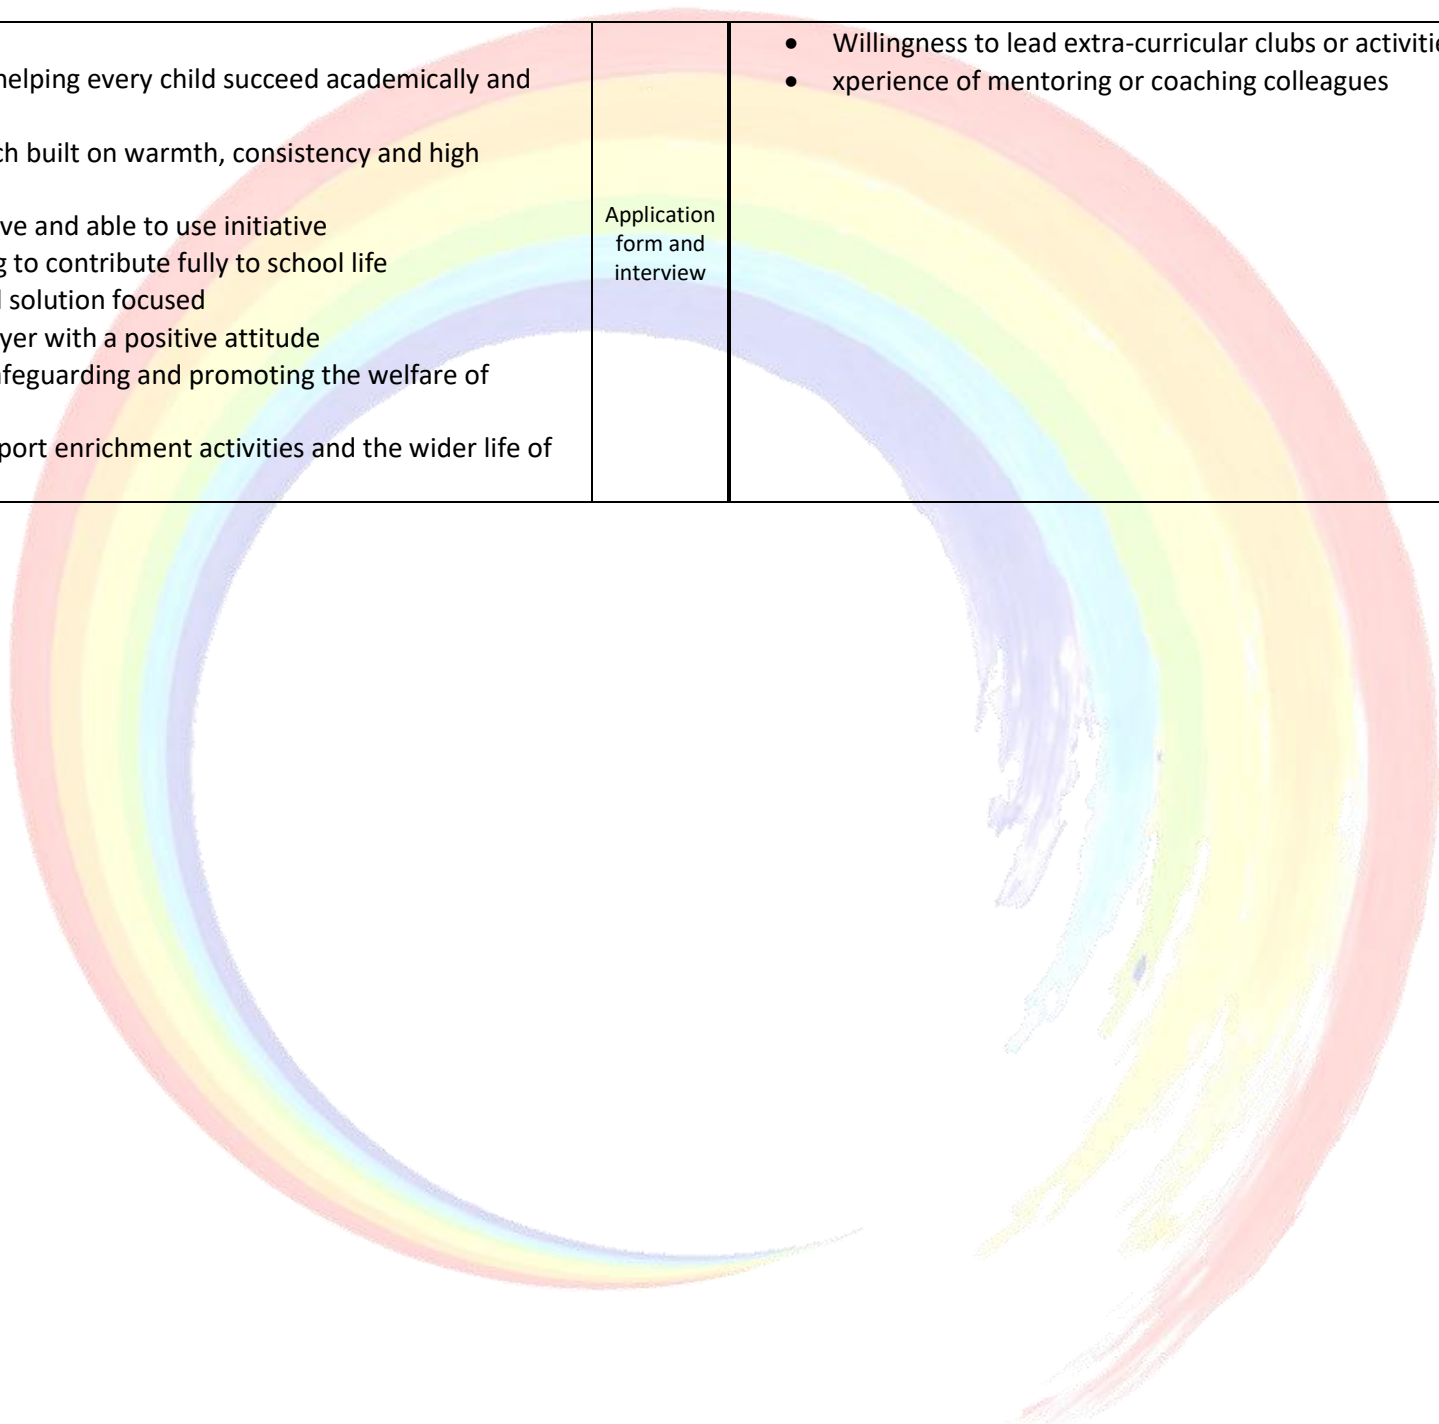 helping every child succeed academically and
ch built on warmth, consistency and high
ve and able to use initiative
g to contribute fully to school life
solution focused
yer with a positive attitude
feguarding and promoting the welfare of
port enrichment activities and the wider life of
Application
form and
interview
• Willingness to lead extra-curricular clubs or activitie
• xperience of mentoring or coaching colleagues